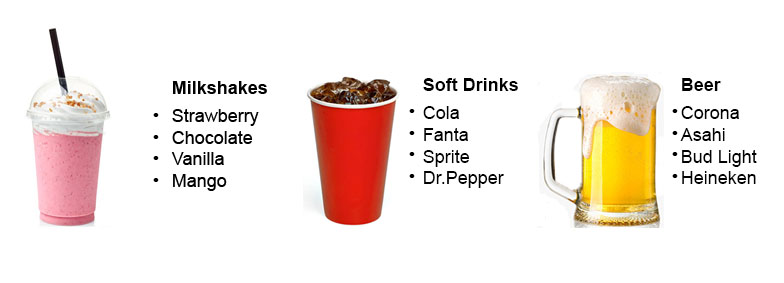 Milkshakes
• Strawberry
• Chocolate
• Vanilla
• Mango
Soft Drinks
• Cola
• Fanta
• Sprite
• Dr.Pepper
Beer
• Corona
• Asahi
• Bud Light
• Heineken